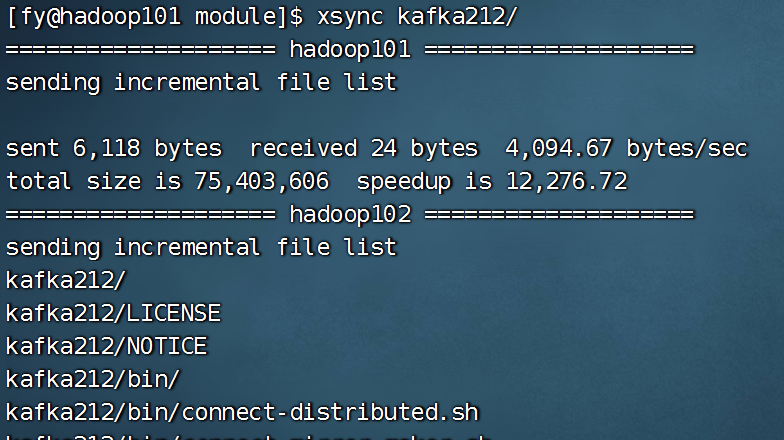 [fy@hadoop101 module]$ xsync kafka212/
==================== hadoop101 ====================
sending incremental file list
sent 6,118 bytes  received 24 bytes  4,094.67 bytes/sec
total size is 75,403,606  speedup is 12,276.72
==================== hadoop102 ====================
sending incremental file list
kafka212/
kafka212/LICENSE
kafka212/NOTICE
kafka212/bin/
kafka212/bin/connect-distributed.sh